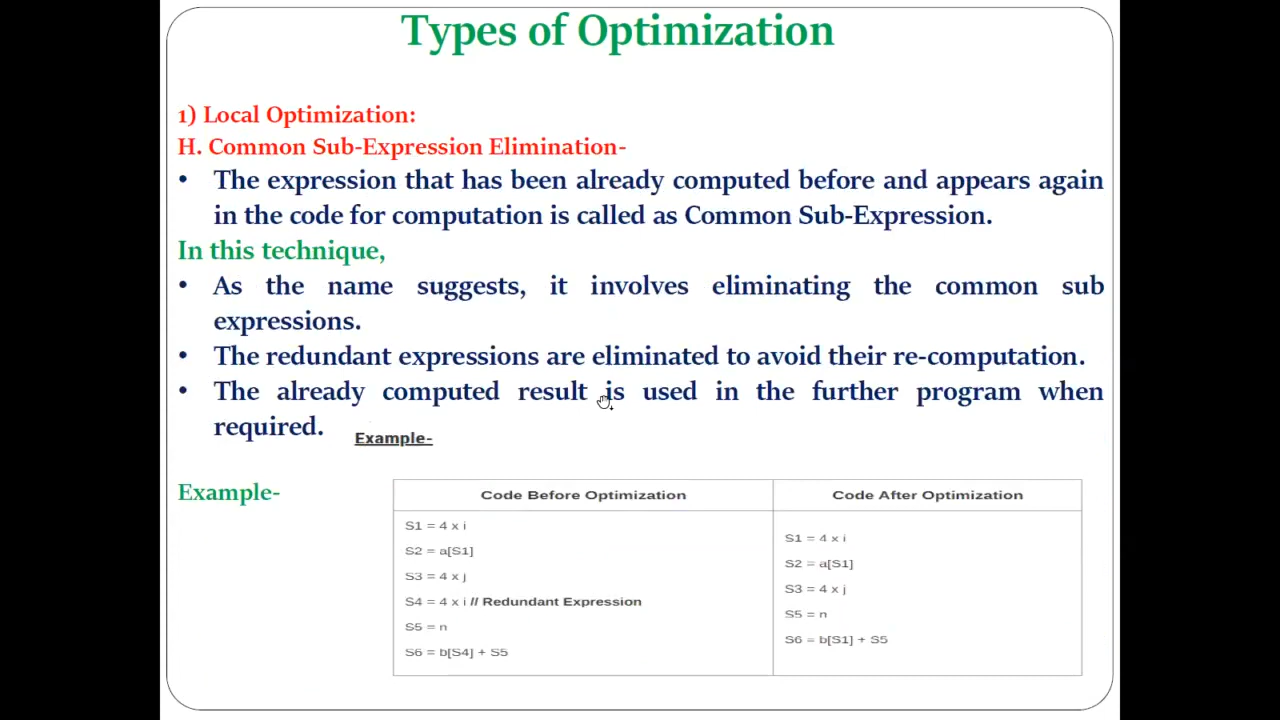 Types of Optimization
1) Local Optimization:
H. Common Sub-Expression Elimination-
• The expression that has been already computed before and appears again
in the code for computation is called as Common Sub-Expression.
In this technique,
• As the name suggests, it involves eliminating the common sub
expressions.
• The redundant expressions are eliminated to avoid their re-computation.
• The already computed result is used in the further program when
required.
Example-
Example-
Code Before Optimization
S1 = 4 x i
S2 = a[S1]
S3 = 4 x j
S4 = 4 x i // Redundant Expression
S5 = n
S6 = b[S4] + S5
Code After Optimization
S1 = 4 x i
S2 = a[S1]
S3 = 4 x j
S5 = n
S6 = b[S1] + S5